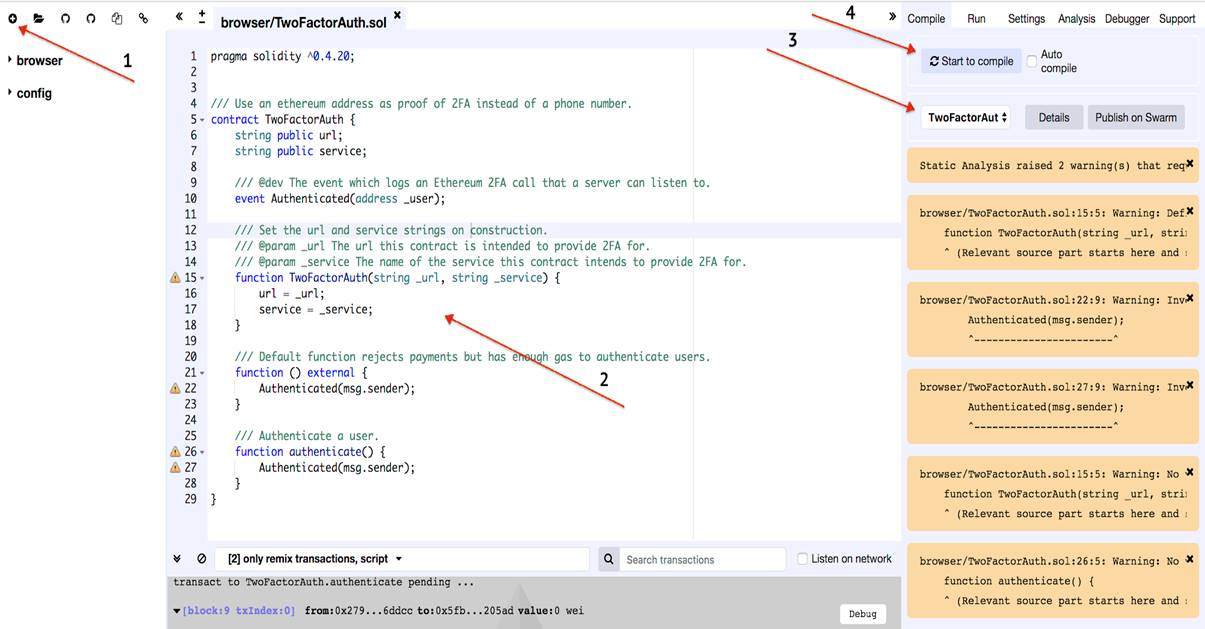 browser/TwoFactorAuth.sol
1
browser
config
1 pragma solidity ^0.4.20;
2
3
4 /// Use an ethereum address as proof of 2FA instead of a phone number.
5 contract TwoFactorAuth {
6 string public url;
7 string public service;
8
9 /// @dev The event which logs an Ethereum 2FA call that a server can listen to.
10 event Authenticated(address _user);
11
12 /// Set the url and service strings on construction.
13 /// @param _url The url this contract is intended to provide 2FA for.
14 /// @param _service The name of the service this contract intends to provide 2FA for.
15 function TwoFactorAuth(string _url, string _service) {
16 url = _url;
17 service = _service;
18 }
19
20 /// Default function rejects payments but has enough gas to authenticate users.
21 function () external {
22 Authenticated(msg.sender);
23 }
24
25 /// Authenticate a user.
26 function authenticate() {
27 Authenticated(msg.sender);
28 }
29 }
2
[2] only remix transactions, script
Search transactions
Listen on network
transact to TwoFactorAuth.authenticate pending ...
[block:9 txIndex:0] from:0x279...6ddcc to:0x5fb...205ad value:0 wei
Debug
4
3
Compile Run Settings Analysis Debugger Support
Start to compile
Auto
compile
TwoFactorAut
Details
Publish on Swarm
Static Analysis raised 2 warning(s) that req
browser/TwoFactorAuth.sol:15:5: Warning: Def
function TwoFactorAuth(string _url, stri
^ (Relevant source part starts here and
browser/TwoFactorAuth.sol:22:9: Warning: Inv
Authenticated(msg.sender);
^-----------------------^
browser/TwoFactorAuth.sol:27:9: Warning: Inv
Authenticated(msg.sender);
^-----------------------^
browser/TwoFactorAuth.sol:15:5: Warning: No
function TwoFactorAuth(string _url, stri
^ (Relevant source part starts here and
browser/TwoFactorAuth.sol:26:5: Warning: No
function authenticate() {
^ (Relevant source part starts here and